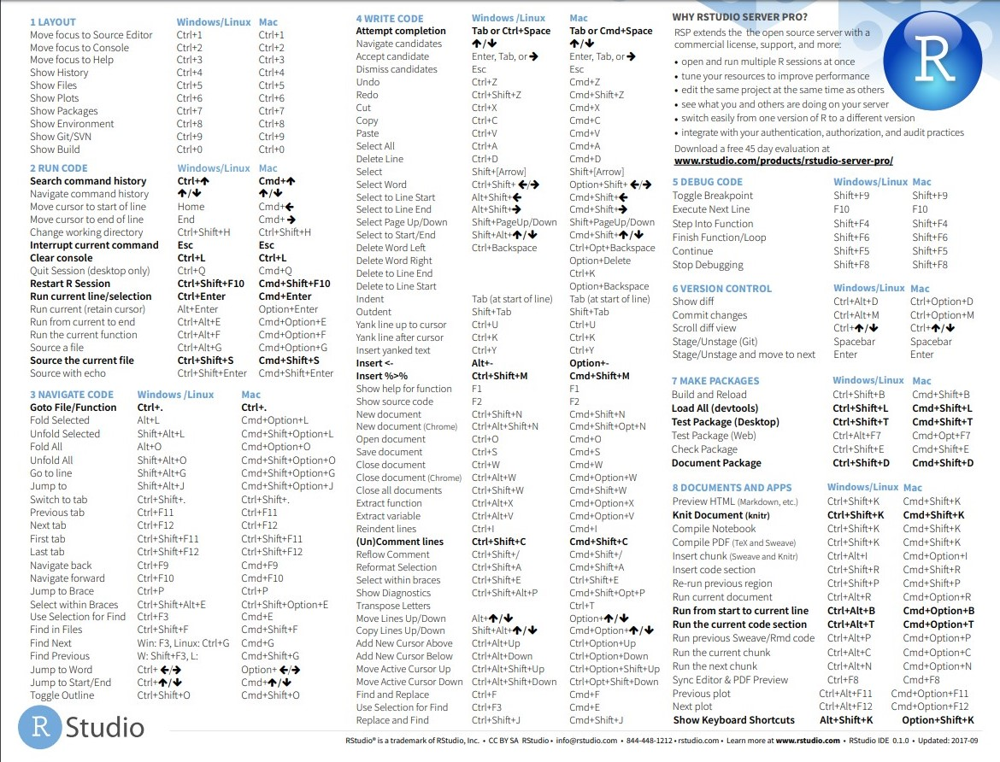 1 LAYOUT Windows/Linux Mac
Move focus to Source Editor Ctrl+1 Ctrl+1
Move focus to Console Ctrl+2 Ctrl+2
Move focus to Help Ctrl+3 Ctrl+3
Show History Ctrl+4 Ctrl+4
Show Files Ctrl+5 Ctrl+5
Show Plots Ctrl+6 Ctrl+6
Show Packages Ctrl+7 Ctrl+7
Show Environment Ctrl+8 Ctrl+8
Show Git/SVN Ctrl+9 Ctrl+9
Show Build Ctrl+0 Ctrl+0
2 RUN CODE Windows/Linux Mac
Search command history Ctrl+↑ Cmd+↑
Navigate command history ↑/↓ ↑/↓
Move cursor to start of line Home Cmd+←
Move cursor to end of line End Cmd+ →
Change working directory Ctrl+Shift+H Ctrl+Shift+H
Interrupt current command Esc Esc
Clear console Ctrl+L Ctrl+L
Quit Session (desktop only) Ctrl+Q Cmd+Q
Restart R Session Ctrl+Shift+F10 Cmd+Shift+F10
Run current line/selection Ctrl+Enter Cmd+Enter
Run current (retain cursor) Alt+Enter Option+Enter
Run from current to end Ctrl+Alt+E Cmd+Option+E
Run the current function Ctrl+Alt+F Cmd+Option+F
Source a file Ctrl+Alt+G Cmd+Option+G
Source the current file Ctrl+Shift+S Cmd+Shift+S
Source with echo Ctrl+Shift+Enter Cmd+Shift+Enter
3 NAVIGATE CODE Windows /Linux Mac
Goto File/Function Ctrl+. Ctrl+.
Fold Selected Alt+L Cmd+Option+L
Unfold Selected Shift+Alt+L Cmd+Shift+Option+L
Fold All Alt+O Cmd+Option+O
Unfold All Shift+Alt+O Cmd+Shift+Option+O
Go to line Shift+Alt+G Cmd+Shift+Option+G
Jump to Shift+Alt+J Cmd+Shift+Option+J
Switch to tab Ctrl+Shift+. Ctrl+Shift+.
Previous tab Ctrl+F11 Ctrl+F11
Next tab Ctrl+F12 Ctrl+F12
First tab Ctrl+Shift+F11 Ctrl+Shift+F11
Last tab Ctrl+Shift+F12 Ctrl+Shift+F12
Navigate back Ctrl+F9 Cmd+F9
Navigate forward Ctrl+F10 Cmd+F10
Jump to Brace Ctrl+P Ctrl+P
Select within Braces Ctrl+Shift+Alt+E Ctrl+Shift+Option+E
Use Selection for Find Ctrl+F3 Cmd+E
Find in Files Ctrl+Shift+F Cmd+Shift+F
Find Next Win: F3, Linux: Ctrl+G Cmd+G
Find Previous W: Shift+F3, L: Cmd+Shift+G
Jump to Word Ctrl+ ←/→ Option+ ←/→
Jump to Start/End Ctrl+↑/↓ Cmd+↑/↓
Toggle Outline Ctrl+Shift+O Cmd+Shift+O
R Studio
4 WRITE CODE Windows /Linux Mac
Attempt completion Tab or Ctrl+Space Tab or Cmd+Space
Navigate candidates ↑/↓ ↑/↓
Accept candidate Enter, Tab, or → Enter, Tab, or →
Dismiss candidates Esc Esc
Undo Ctrl+Z Cmd+Z
Redo Ctrl+Shift+Z Cmd+Shift+Z
Cut Ctrl+X Cmd+X
Copy Ctrl+C Cmd+C
Paste Ctrl+V Cmd+V
Select All Ctrl+A Cmd+A
Delete Line Ctrl+D Cmd+D
Select Shift+[Arrow] Shift+[Arrow]
Select Word Ctrl+Shift+ ←/→ Option+Shift+ ←/→
Select to Line Start Alt+Shift+← Cmd+Shift+←
Select to Line End Alt+Shift+→ Cmd+Shift+→
Select Page Up/Down Shift+PageUp/Down Shift+PageUp/Down
Select to Start/End Shift+Alt+↑/↓ Cmd+Shift+↑/↓
Delete Word Left Ctrl+Backspace Ctrl+Opt+Backspace
Delete Word Right Option+Delete
Delete to Line End Ctrl+K
Delete to Line Start Option+Backspace
Indent Tab (at start of line) Tab (at start of line)
Outdent Shift+Tab Shift+Tab
Yank line up to cursor Ctrl+U Ctrl+U
Yank line after cursor Ctrl+K Ctrl+K
Insert yanked text Ctrl+Y Ctrl+Y
Insert <- Alt+- Option+-
Insert %>% Ctrl+Shift+M Cmd+Shift+M
Show help for function F1 F1
Show source code F2 F2
New document Ctrl+Shift+N Cmd+Shift+N
New document (Chrome) Ctrl+Alt+Shift+N Cmd+Shift+Opt+N
Open document Ctrl+O Cmd+O
Save document Ctrl+S Cmd+S
Close document Ctrl+W Cmd+W
Close document (Chrome) Ctrl+Alt+W Cmd+Option+W
Close all documents Ctrl+Shift+W Cmd+Shift+W
Extract function Ctrl+Alt+X Cmd+Option+X
Extract variable Ctrl+Alt+V Cmd+Option+V
Reindent lines Ctrl+I Cmd+I
(Un)Comment lines Ctrl+Shift+C Cmd+Shift+C
Reflow Comment Ctrl+Shift+/ Cmd+Shift+/
Reformat Selection Ctrl+Shift+A Cmd+Shift+A
Select within braces Ctrl+Shift+E Ctrl+Shift+E
Show Diagnostics Ctrl+Shift+Alt+P Cmd+Shift+Opt+P
Transpose Letters Ctrl+T
Move Lines Up/Down Alt+↑/↓ Option+↑/↓
Copy Lines Up/Down Shift+Alt+↑/↓ Cmd+Option+↑/↓
Add New Cursor Above Ctrl+Alt+Up Ctrl+Option+Up
Add New Cursor Below Ctrl+Alt+Down Ctrl+Option+Down
Move Active Cursor Up Ctrl+Alt+Shift+Up Ctrl+Option+Shift+Up
Move Active Cursor Down Ctrl+Alt+Shift+Down Ctrl+Opt+Shift+Down
Find and Replace Ctrl+F Cmd+F
Use Selection for Find Ctrl+F3 Cmd+E
Replace and Find Ctrl+Shift+J Cmd+Shift+J
WHY RSTUDIO SERVER PRO?
RSP extends the the open source server with a
commercial license, support, and more:
• open and run multiple R sessions at once
• tune your resources to improve performance
• edit the same project at the same time as others
• see what you and others are doing on your server
• switch easily from one version of R to a different version
• integrate with your authentication, authorization, and audit practices
Download a free 45 day evaluation at
www.rstudio.com/products/rstudio-server-pro/
R
5 DEBUG CODE Windows/Linux Mac
Toggle Breakpoint Shift+F9 Shift+F9
Execute Next Line F10 F10
Step Into Function Shift+F4 Shift+F4
Finish Function/Loop Shift+F6 Shift+F6
Continue Shift+F5 Shift+F5
Stop Debugging Shift+F8 Shift+F8
6 VERSION CONTROL Windows/Linux Mac
Show diff Ctrl+Alt+D Ctrl+Option+D
Commit changes Ctrl+Alt+M Ctrl+Option+M
Scroll diff view Ctrl+↑/↓ Ctrl+↑/↓
Stage/Unstage (Git) Spacebar Spacebar
Stage/Unstage and move to next Enter Enter
7 MAKE PACKAGES Windows/Linux Mac
Build and Reload Ctrl+Shift+B Cmd+Shift+B
Load All (devtools) Ctrl+Shift+L Cmd+Shift+L
Test Package (Desktop) Ctrl+Shift+T Cmd+Shift+T
Test Package (Web) Ctrl+Alt+F7 Cmd+Opt+F7
Check Package Ctrl+Shift+E Cmd+Shift+E
Document Package Ctrl+Shift+D Cmd+Shift+D
8 DOCUMENTS AND APPS Windows/Linux Mac
Preview HTML (Markdown, etc.) Ctrl+Shift+K Cmd+Shift+K
Knit Document (knitr) Ctrl+Shift+K Cmd+Shift+K
Compile Notebook Ctrl+Shift+K Cmd+Shift+K
Compile PDF (TeX and Sweave) Ctrl+Shift+K Cmd+Shift+K
Insert chunk (Sweave and Knitr) Ctrl+Alt+I Cmd+Option+I
Insert code section Ctrl+Shift+R Cmd+Shift+R
Re-run previous region Ctrl+Shift+P Cmd+Shift+P
Run current document Ctrl+Alt+R Cmd+Option+R
Run from start to current line Ctrl+Alt+B Cmd+Option+B
Run the current code section Ctrl+Alt+T Cmd+Option+T
Run previous Sweave/Rmd code Ctrl+Alt+P Cmd+Option+P
Run the current chunk Ctrl+Alt+C Cmd+Option+C
Run the next chunk Ctrl+Alt+N Cmd+Option+N
Sync Editor & PDF Preview Ctrl+F8 Cmd+F8
Previous plot Ctrl+Alt+F11 Cmd+Option+F11
Next plot Ctrl+Alt+F12 Cmd+Option+F12
Show Keyboard Shortcuts Alt+Shift+K Option+Shift+K
RStudio® is a trademark of RStudio, Inc. • CC BY SA RStudio • info@rstudio.com • 844-448-1212 • rstudio.com • Learn more at www.rstudio.com • RStudio IDE 0.1.0 • Updated: 2017-09